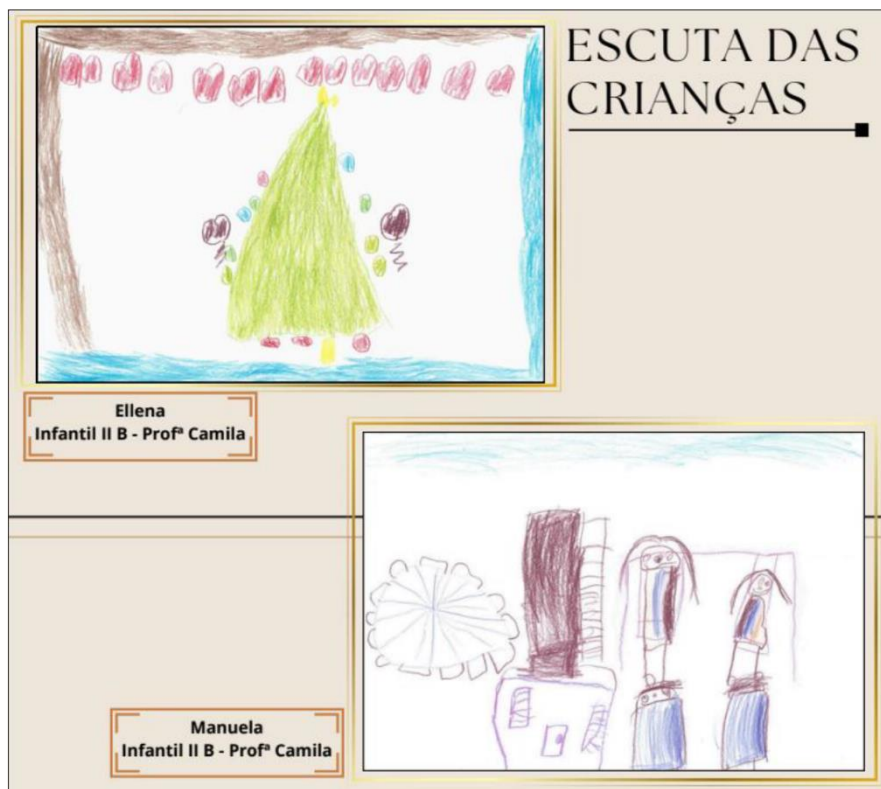 ESCUTA DAS
CRIANÇAS
Ellena
Infantil II B - Profª Camila
Manuela
Infantil II B - Profª Camila